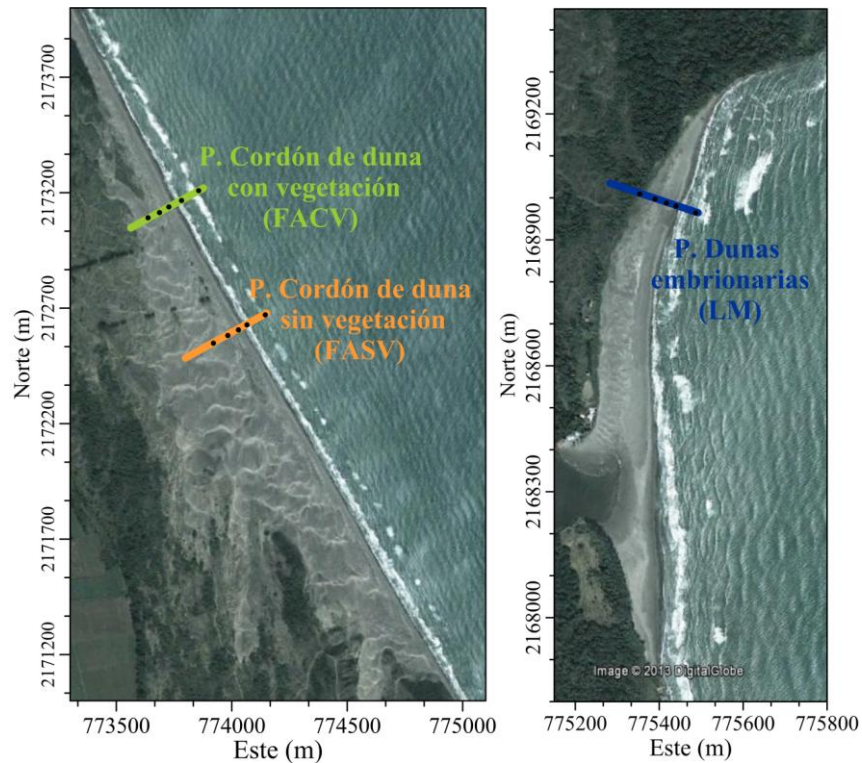 2173700
2173200
2172700
2172200
2171700
2171200
Norte (m)
P. Cordón de duna
con vegetación
(FACV)
P. Cordón de duna
sin vegetación
(FASV)
773500
774000
774500
775000
Este (m)
2169200
2168900
2168600
2168300
2168000
Norte (m)
P. Dunas
embrionarias
(LM)
Image © 2013 DigitalGlobe
775200
775400
775600
775800
Este (m)